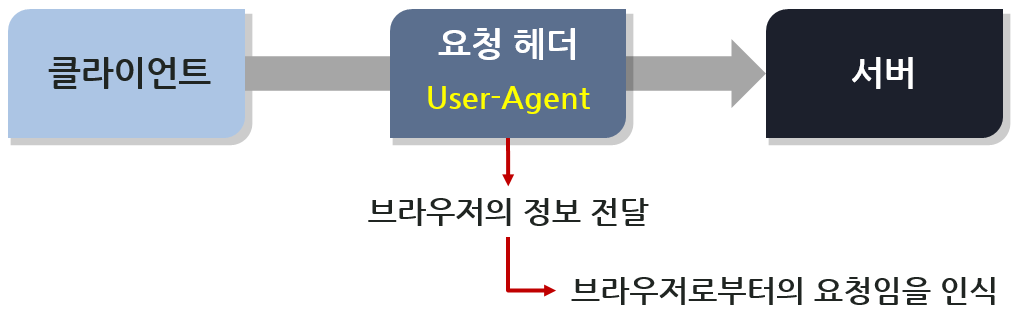 클라이언트
요청 헤더
User-Agent
서버
브라우저의 정보 전달
브라우저로부터의 요청임을 인식